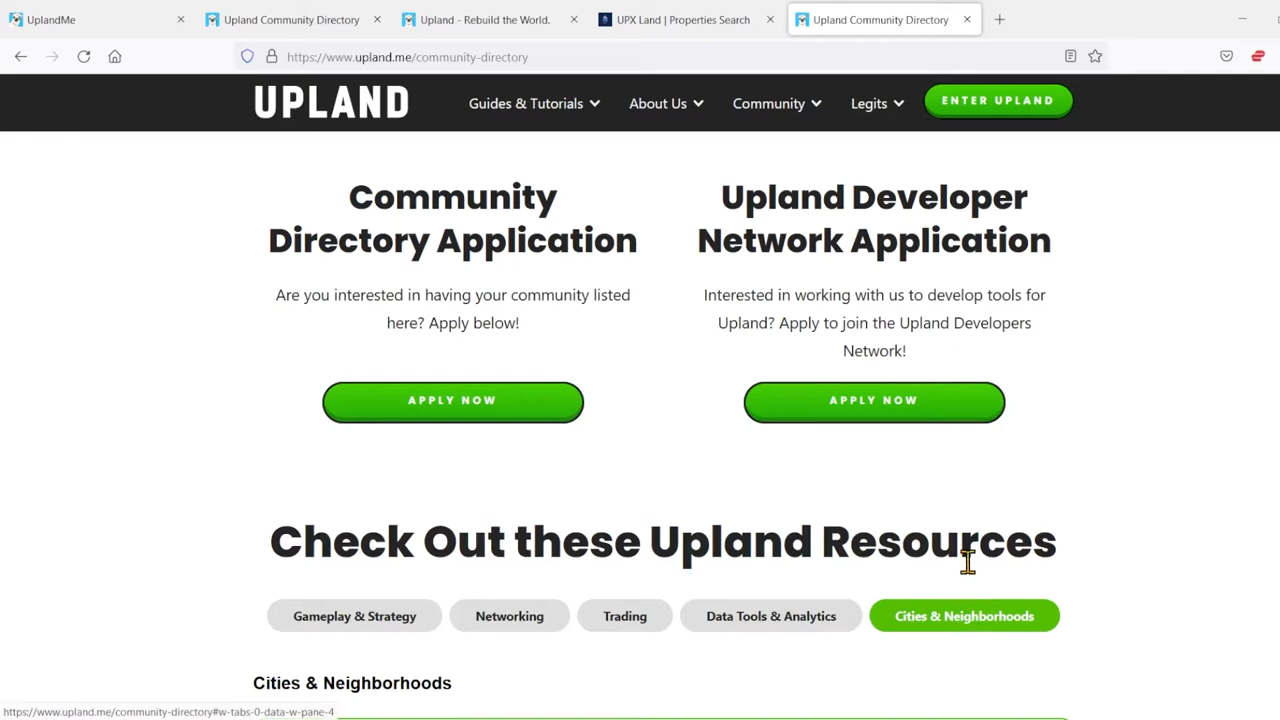 UplandMe
Upland Community Directory
Upland - Rebuild the World.
UPX Land | Properties Search
Upland Community Directory
https://www.upland.me/community-directory
UPLAND
Guides & Tutorials
About Us
Community
Legits
ENTER UPLAND
Community
Directory Application
Are you interested in having your community listed
here? Apply below!
APPLY NOW
Upland Developer
Network Application
Interested in working with us to develop tools for
Upland? Apply to join the Upland Developers
Network!
APPLY NOW
Check Out these Upland Resources
Gameplay & Strategy
Networking
Trading
Data Tools & Analytics
Cities & Neighborhoods
Cities & Neighborhoods
https://www.upland.me/community-directory#w-tabs-0-data-w-pane-4